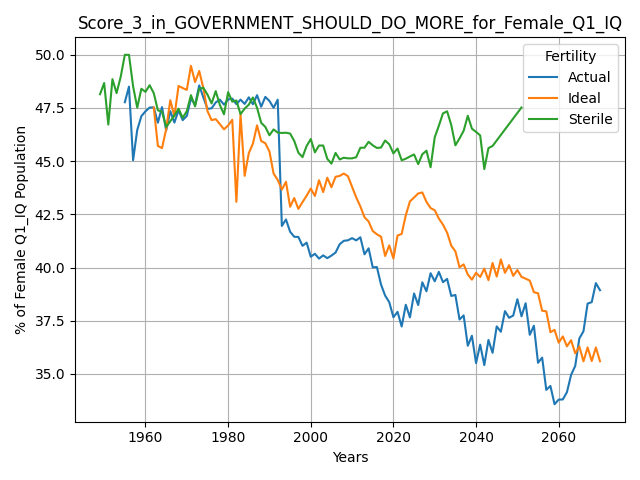 Score_3_in_GOVERNMENT_SHOULD_DO_MORE_for_Female_Q1_IQ
Fertility
Actual
Ideal
Sterile
% of Female Q1_IQ Population
50.0
47.5
45.0
42.5
40.0
37.5
35.0
1960
1980
2000
2020
2040
2060
Years